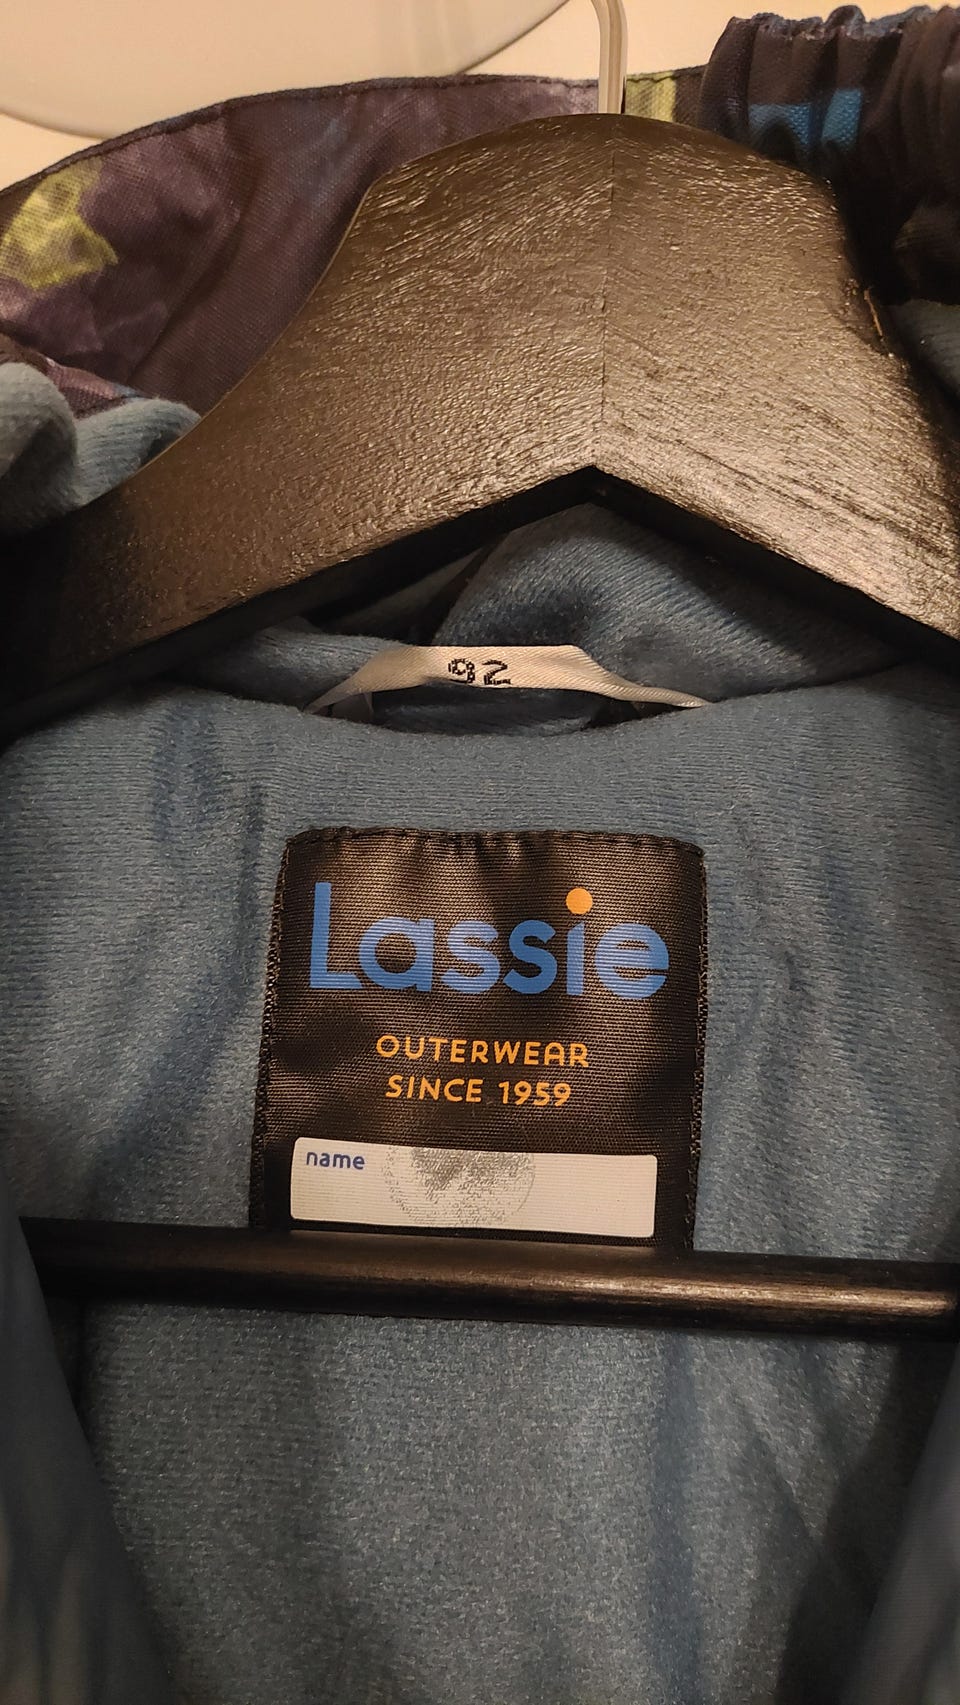 92
Lassie
OUTERWEAR
SINCE 1959
name